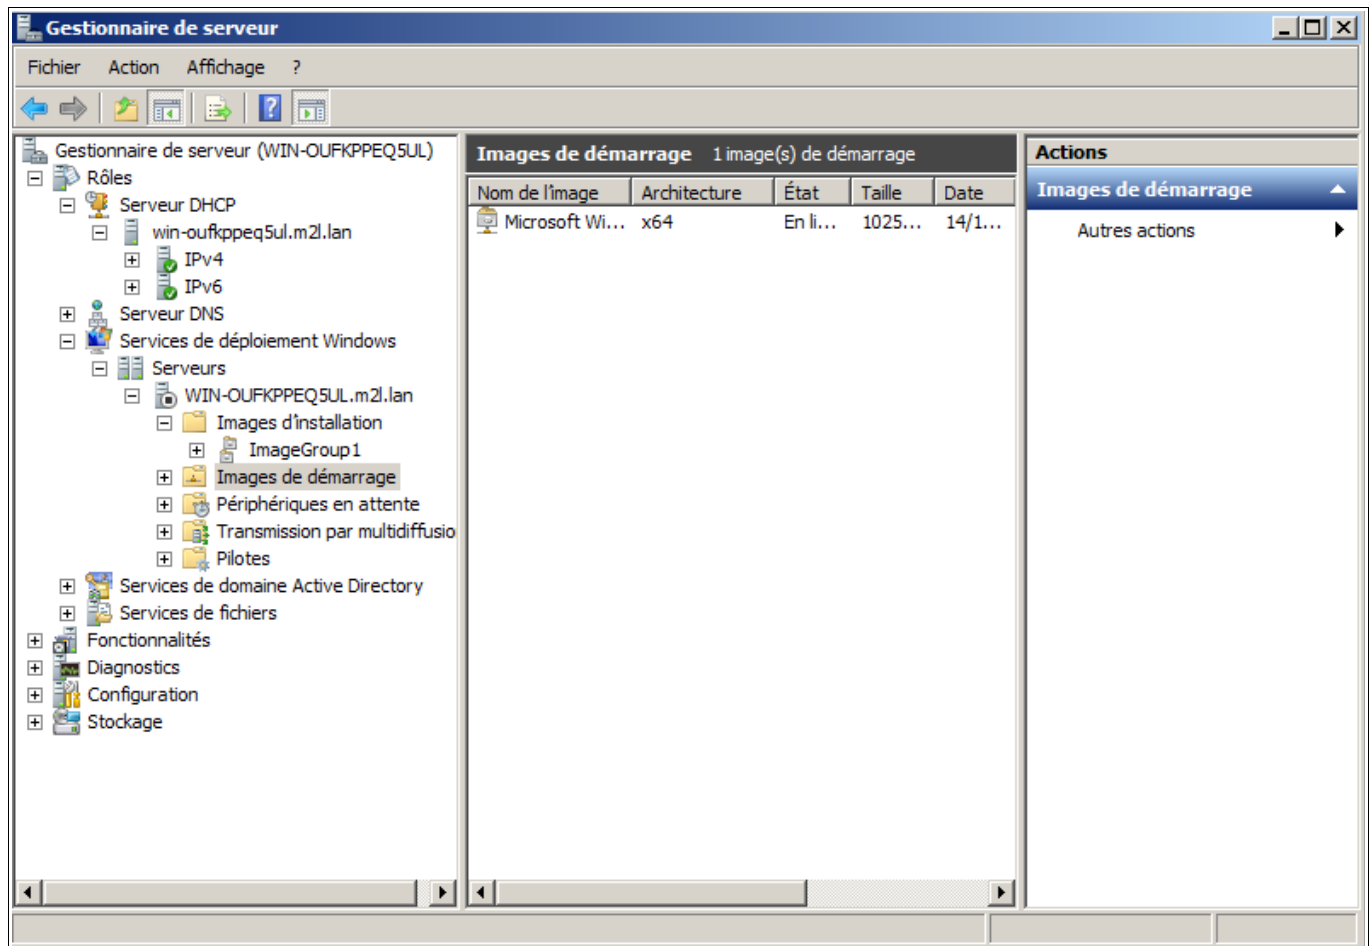 Gestionnaire de serveur
Fichier Action Affichage ?
Gestionnaire de serveur (WIN-OUFKPPEQ5UL)
Rôles
Serveur DHCP
win-oufkppeq5ul.m2l.lan
IPv4
IPv6
Serveur DNS
Services de déploiement Windows
Serveurs
WIN-OUFKPPEQ5UL.m2l.lan
Images d'installation
ImageGroup1
Images de démarrage
Périphériques en attente
Transmission par multidiffusio
Pilotes
Services de domaine Active Directory
Services de fichiers
Fonctionnalités
Diagnostics
Configuration
Stockage
Images de démarrage 1 image(s) de démarrage
Nom de l'image Architecture État Taille Date
Microsoft Wi... x64 En li... 1025... 14/1...
Actions
Images de démarrage
Autres actions